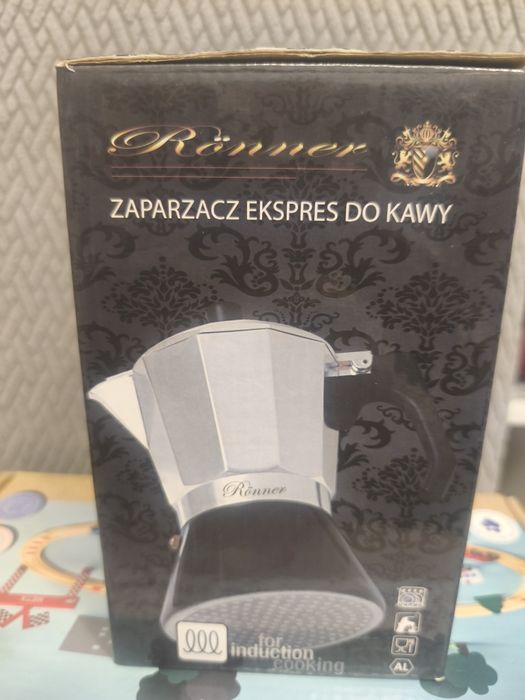 Rönner
ZAPARZACZ EKSPRES DO KAWY
Rönner
for
induction
cooking
AL